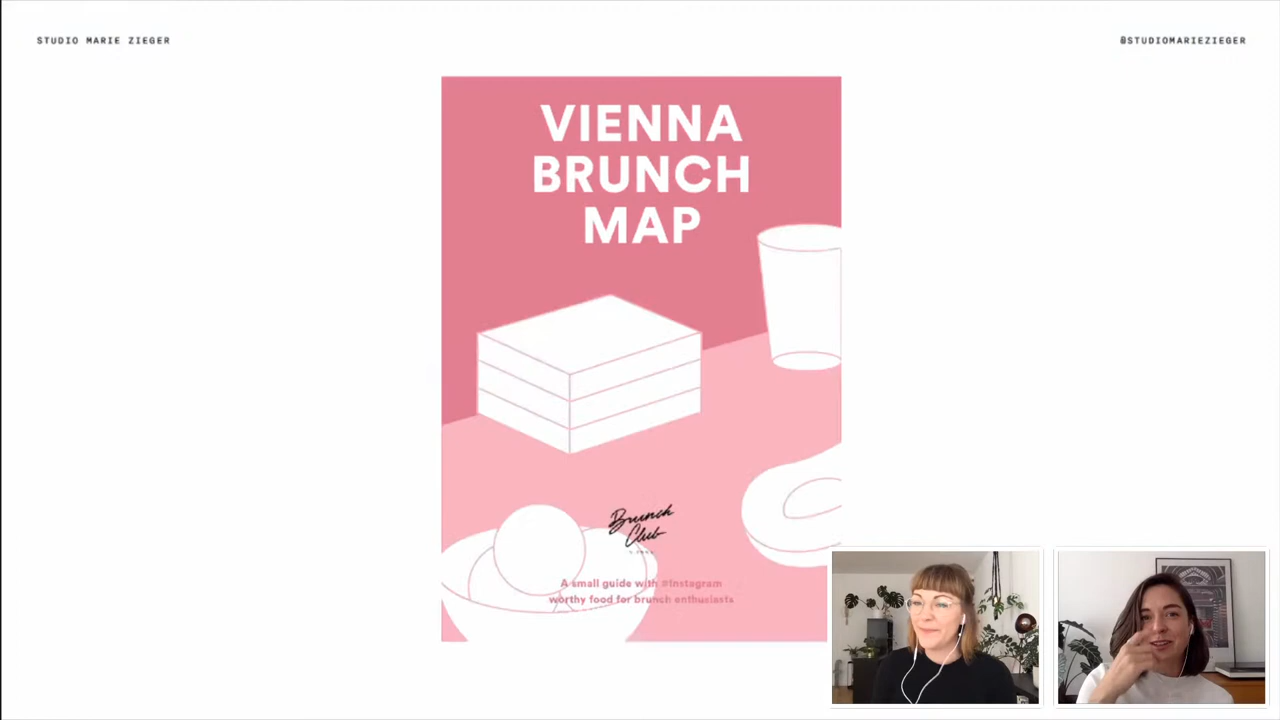 STUDIO MARIE ZIEGER
@STUDIOMARIEZIEGER
VIENNA
BRUNCH
MAP
Brunch
Club
A small guide with #Instagram
worthy food for brunch enthusiasts